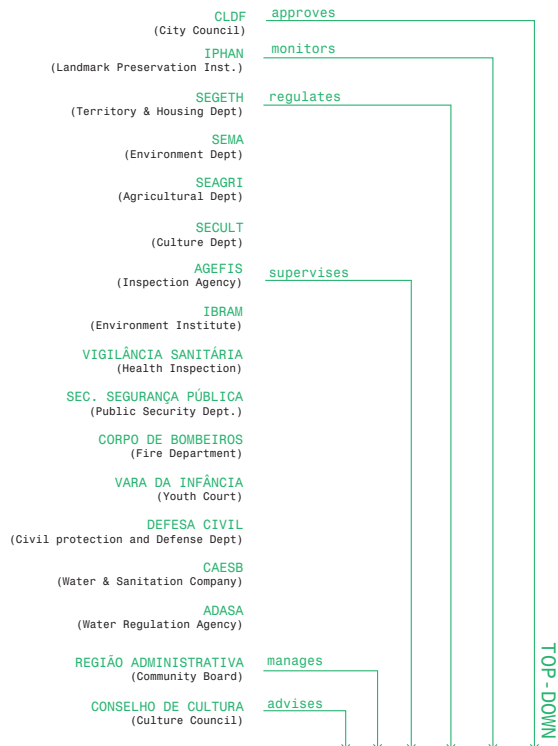 CLDF approves
(City Council)
IPHAN monitors
(Landmark Preservation Inst.)
SEGETH regulates
(Territory & Housing Dept)
SEMA
(Environment Dept)
SEAGRI
(Agricultural Dept)
SECULT
(Culture Dept)
AGEFIS supervises
(Inspection Agency)
IBRAM
(Environment Institute)
VIGILÂNCIA SANITÁRIA
(Health Inspection)
SEC. SEGURANÇA PÚBLICA
(Public Security Dept.)
CORPO DE BOMBEIROS
(Fire Department)
VARA DA INFÂNCIA
(Youth Court)
DEFESA CIVIL
(Civil protection and Defense Dept)
CAESB
(Water & Sanitation Company)
ADASA
(Water Regulation Agency)
REGIÃO ADMINISTRATIVA manages
(Community Board)
CONSELHO DE CULTURA advises
(Culture Council)
TOP-DOWN